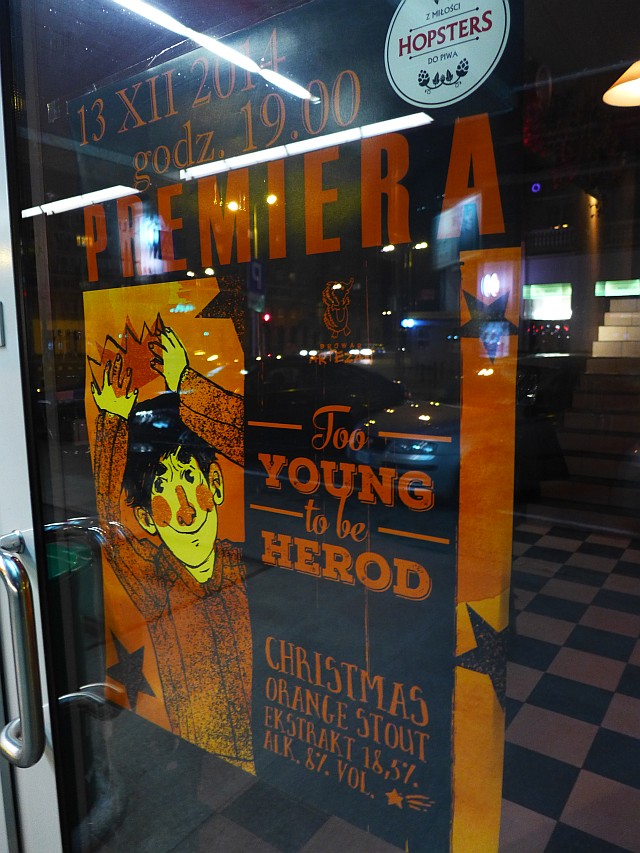 Z MIŁOŚCI
HOPSTERS
DO PIWA
13 XII 2014
godz. 19.00
PREMIERA
BROWAR
Too
YOUNG
to be
HEROD
CHRISTMAS
ORANGE STOUT
EKSTRAKT 18,5%.
ALK. 8% VOL.